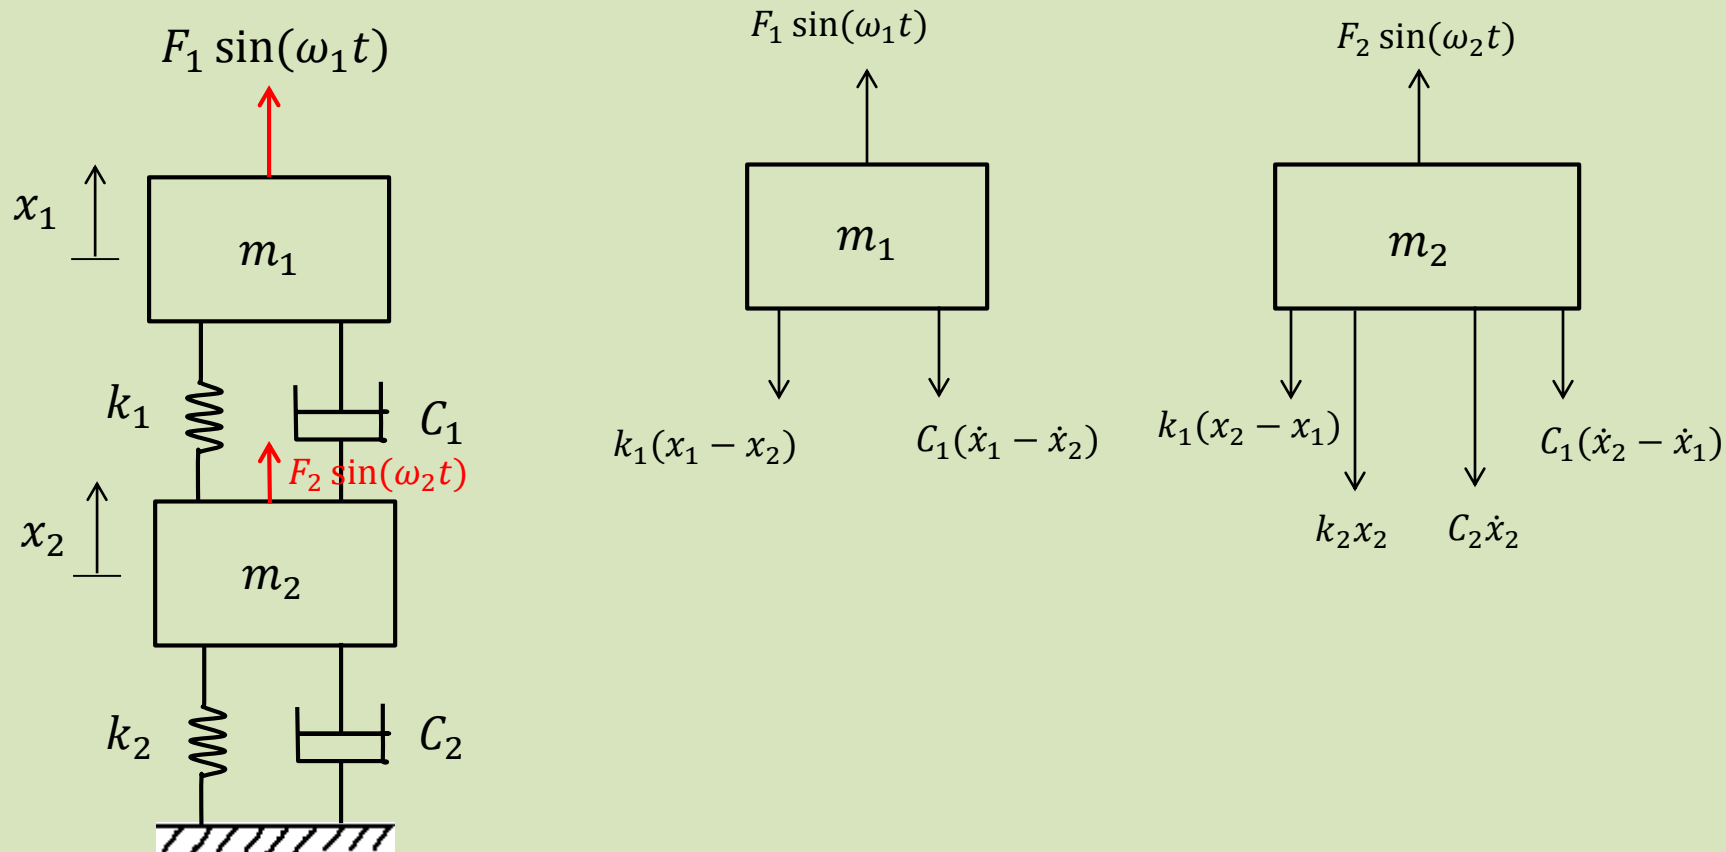 F₁ sin(ω₁t)
x₁
m₁
k₁
C₁
F₂ sin(ω₂t)
x₂
m₂
k₂
C₂
F₁ sin(ω₁t)
m₁
k₁(x₁ − x₂)
C₁(ẋ₁ − ẋ₂)
F₂ sin(ω₂t)
m₂
k₁(x₂ − x₁)
C₁(ẋ₂ − ẋ₁)
k₂x₂
C₂ẋ₂